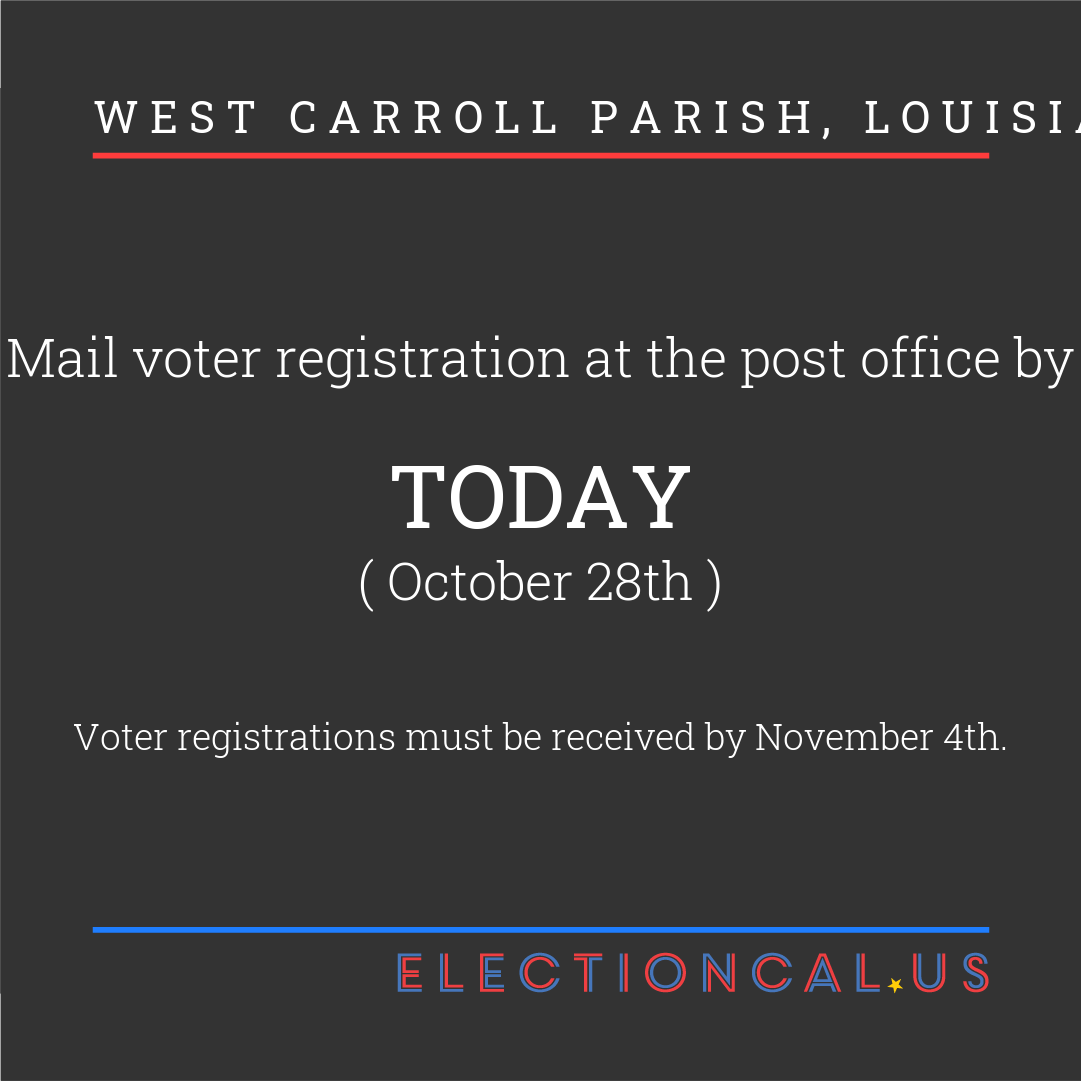 WEST CARROLL PARISH, LOUISIA
Mail voter registration at the post office by
TODAY
( October 28th )
Voter registrations must be received by November 4th.
ELECTIONCAL.US